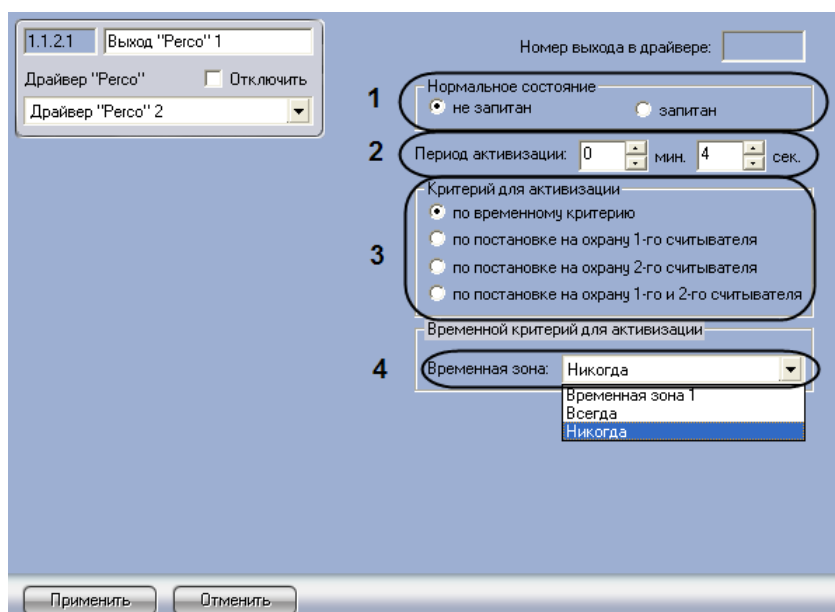 1.1.2.1 Выход "Perco" 1
Номер выхода в драйвере:
Драйвер "Perco" Отключить
Драйвер "Perco" 2
1 Нормальное состояние
не запитан запитан
2 Период активизации: 0 мин. 4 сек.
Критерий для активизации
по временному критерию
по постановке на охрану 1-го считывателя
3
по постановке на охрану 2-го считывателя
по постановке на охрану 1-го и 2-го считывателя
Временной критерий для активизации
4 Временная зона: Никогда
Временная зона 1
Всегда
Никогда
Применить Отменить